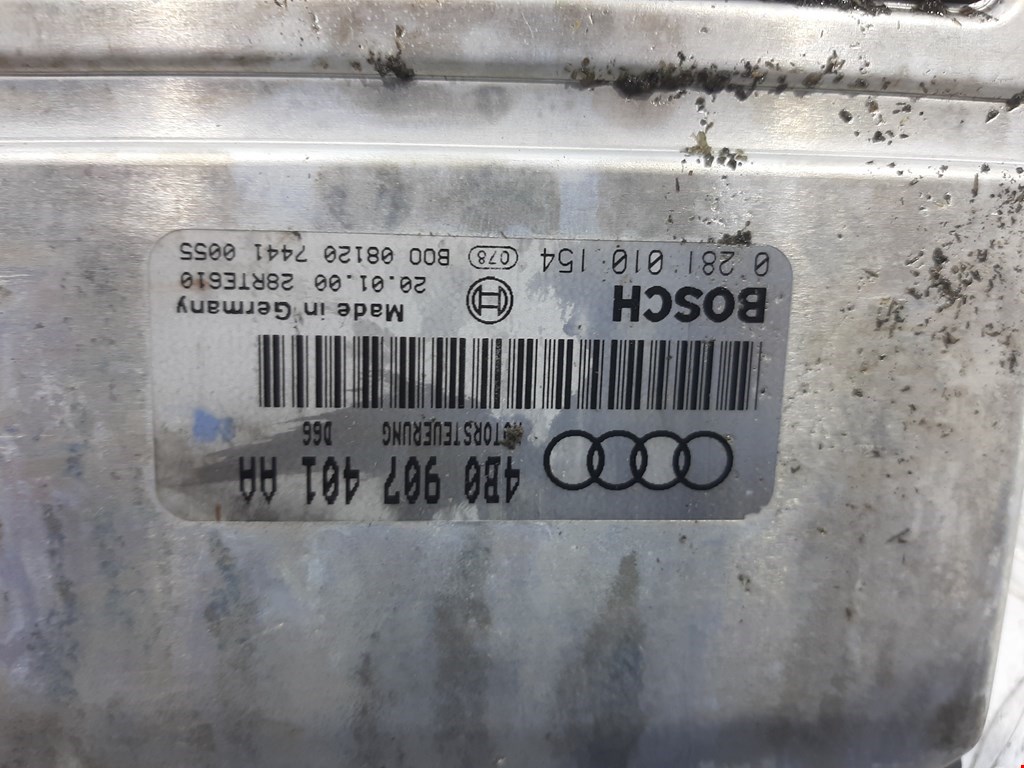 4B0 907 401 AA
MOTORSTEUERUNG D66
BOSCH Made in Germany
20.01.00 28RTE610
0 281 010 154 078 B00 08120 7441 0055